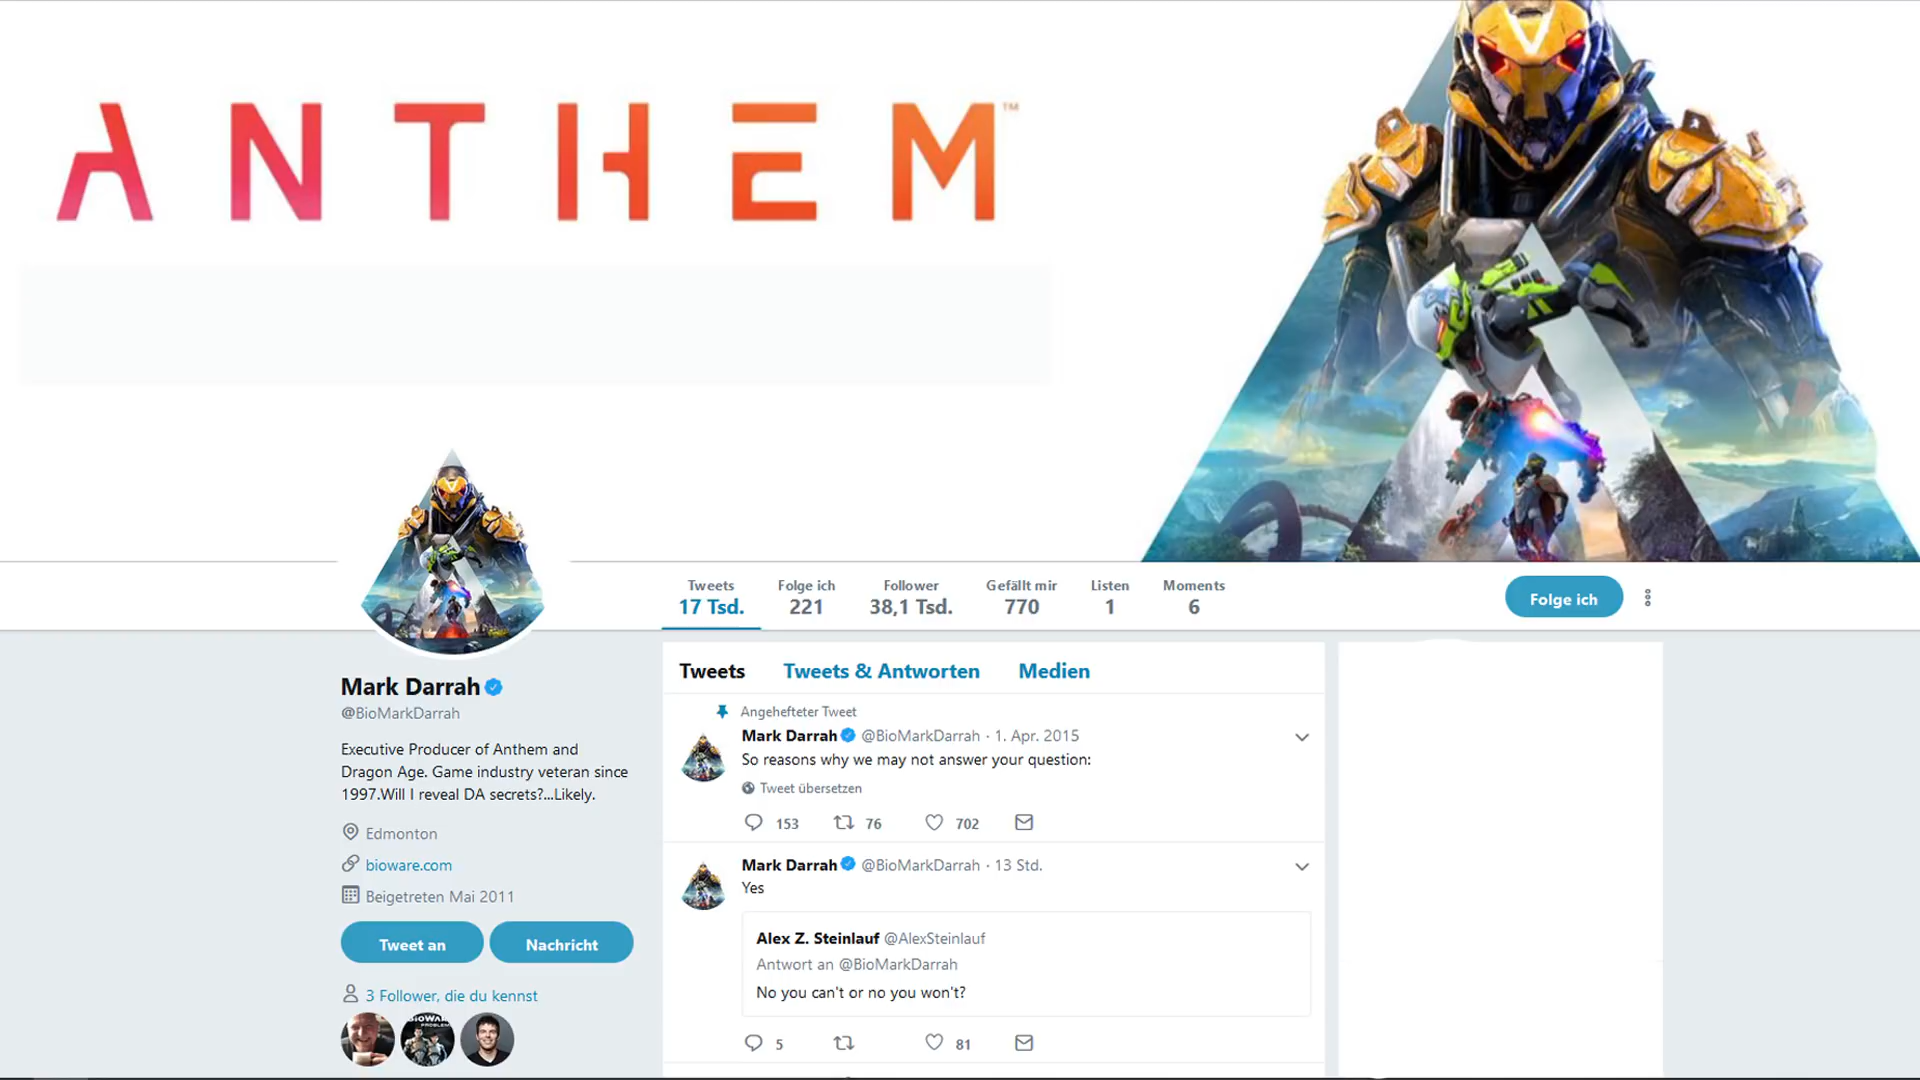 ANTHEM™
Tweets
17 Tsd.
Folge ich
221
Follower
38,1 Tsd.
Gefällt mir
770
Listen
1
Moments
6
Folge ich
Mark Darrah
@BioMarkDarrah
Executive Producer of Anthem and
Dragon Age. Game industry veteran since
1997.Will I reveal DA secrets?...Likely.
Edmonton
bioware.com
Beigetreten Mai 2011
Tweet an
Nachricht
3 Follower, die du kennst
BIOWARE
PROBLEM
Tweets Tweets & Antworten Medien
Angehefteter Tweet
Mark Darrah @BioMarkDarrah · 1. Apr. 2015
So reasons why we may not answer your question:
Tweet übersetzen
153 76 702
Mark Darrah @BioMarkDarrah · 13 Std.
Yes
Alex Z. Steinlauf @AlexSteinlauf
Antwort an @BioMarkDarrah
No you can't or no you won't?
5 81